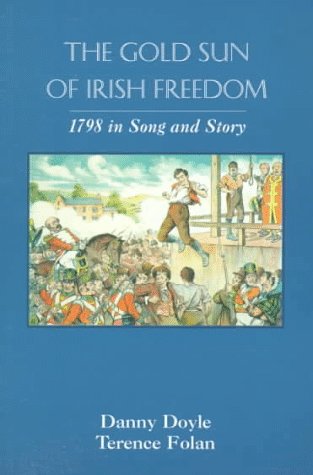 THE GOLD SUN
OF IRISH FREEDOM
1798 in Song and Story
Danny Doyle
Terence Folan